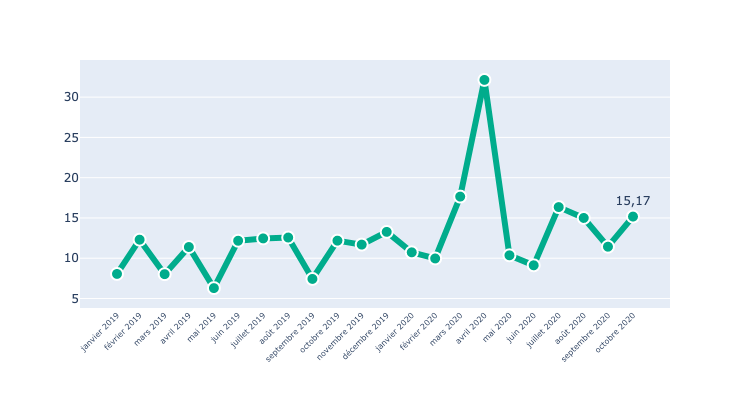 30
25
20
15
10
5
15,17
janvier 2019
février 2019
mars 2019
avril 2019
mai 2019
juin 2019
juillet 2019
août 2019
septembre 2019
octobre 2019
novembre 2019
décembre 2019
janvier 2020
février 2020
mars 2020
avril 2020
mai 2020
juin 2020
juillet 2020
août 2020
septembre 2020
octobre 2020